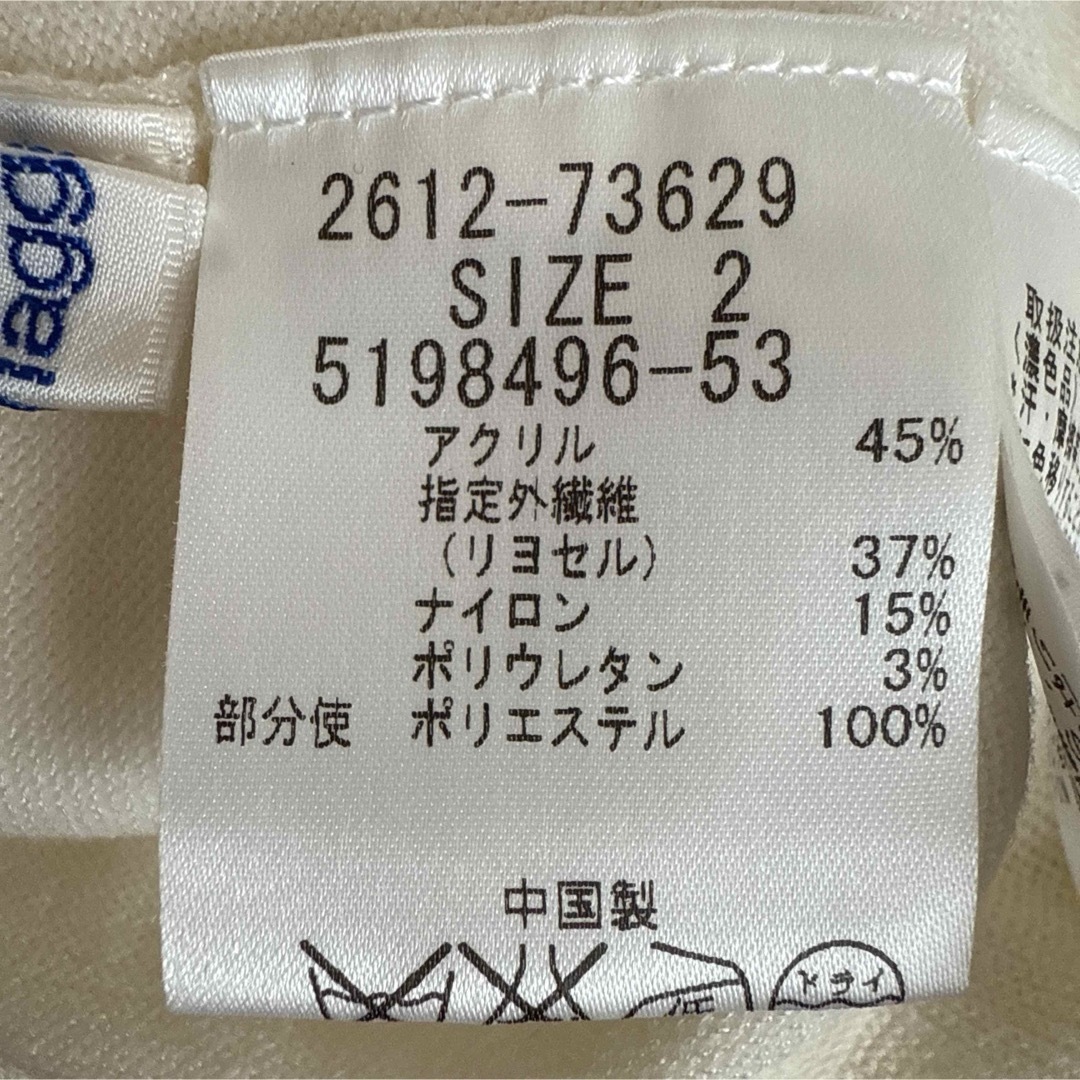 2612-73629
SIZE 2
5198496-53
アクリル 45%
指定外繊維
(リヨセル) 37%
ナイロン 15%
ポリウレタン 3%
部分使 ポリエステル 100%
中国製
ドライ
agg